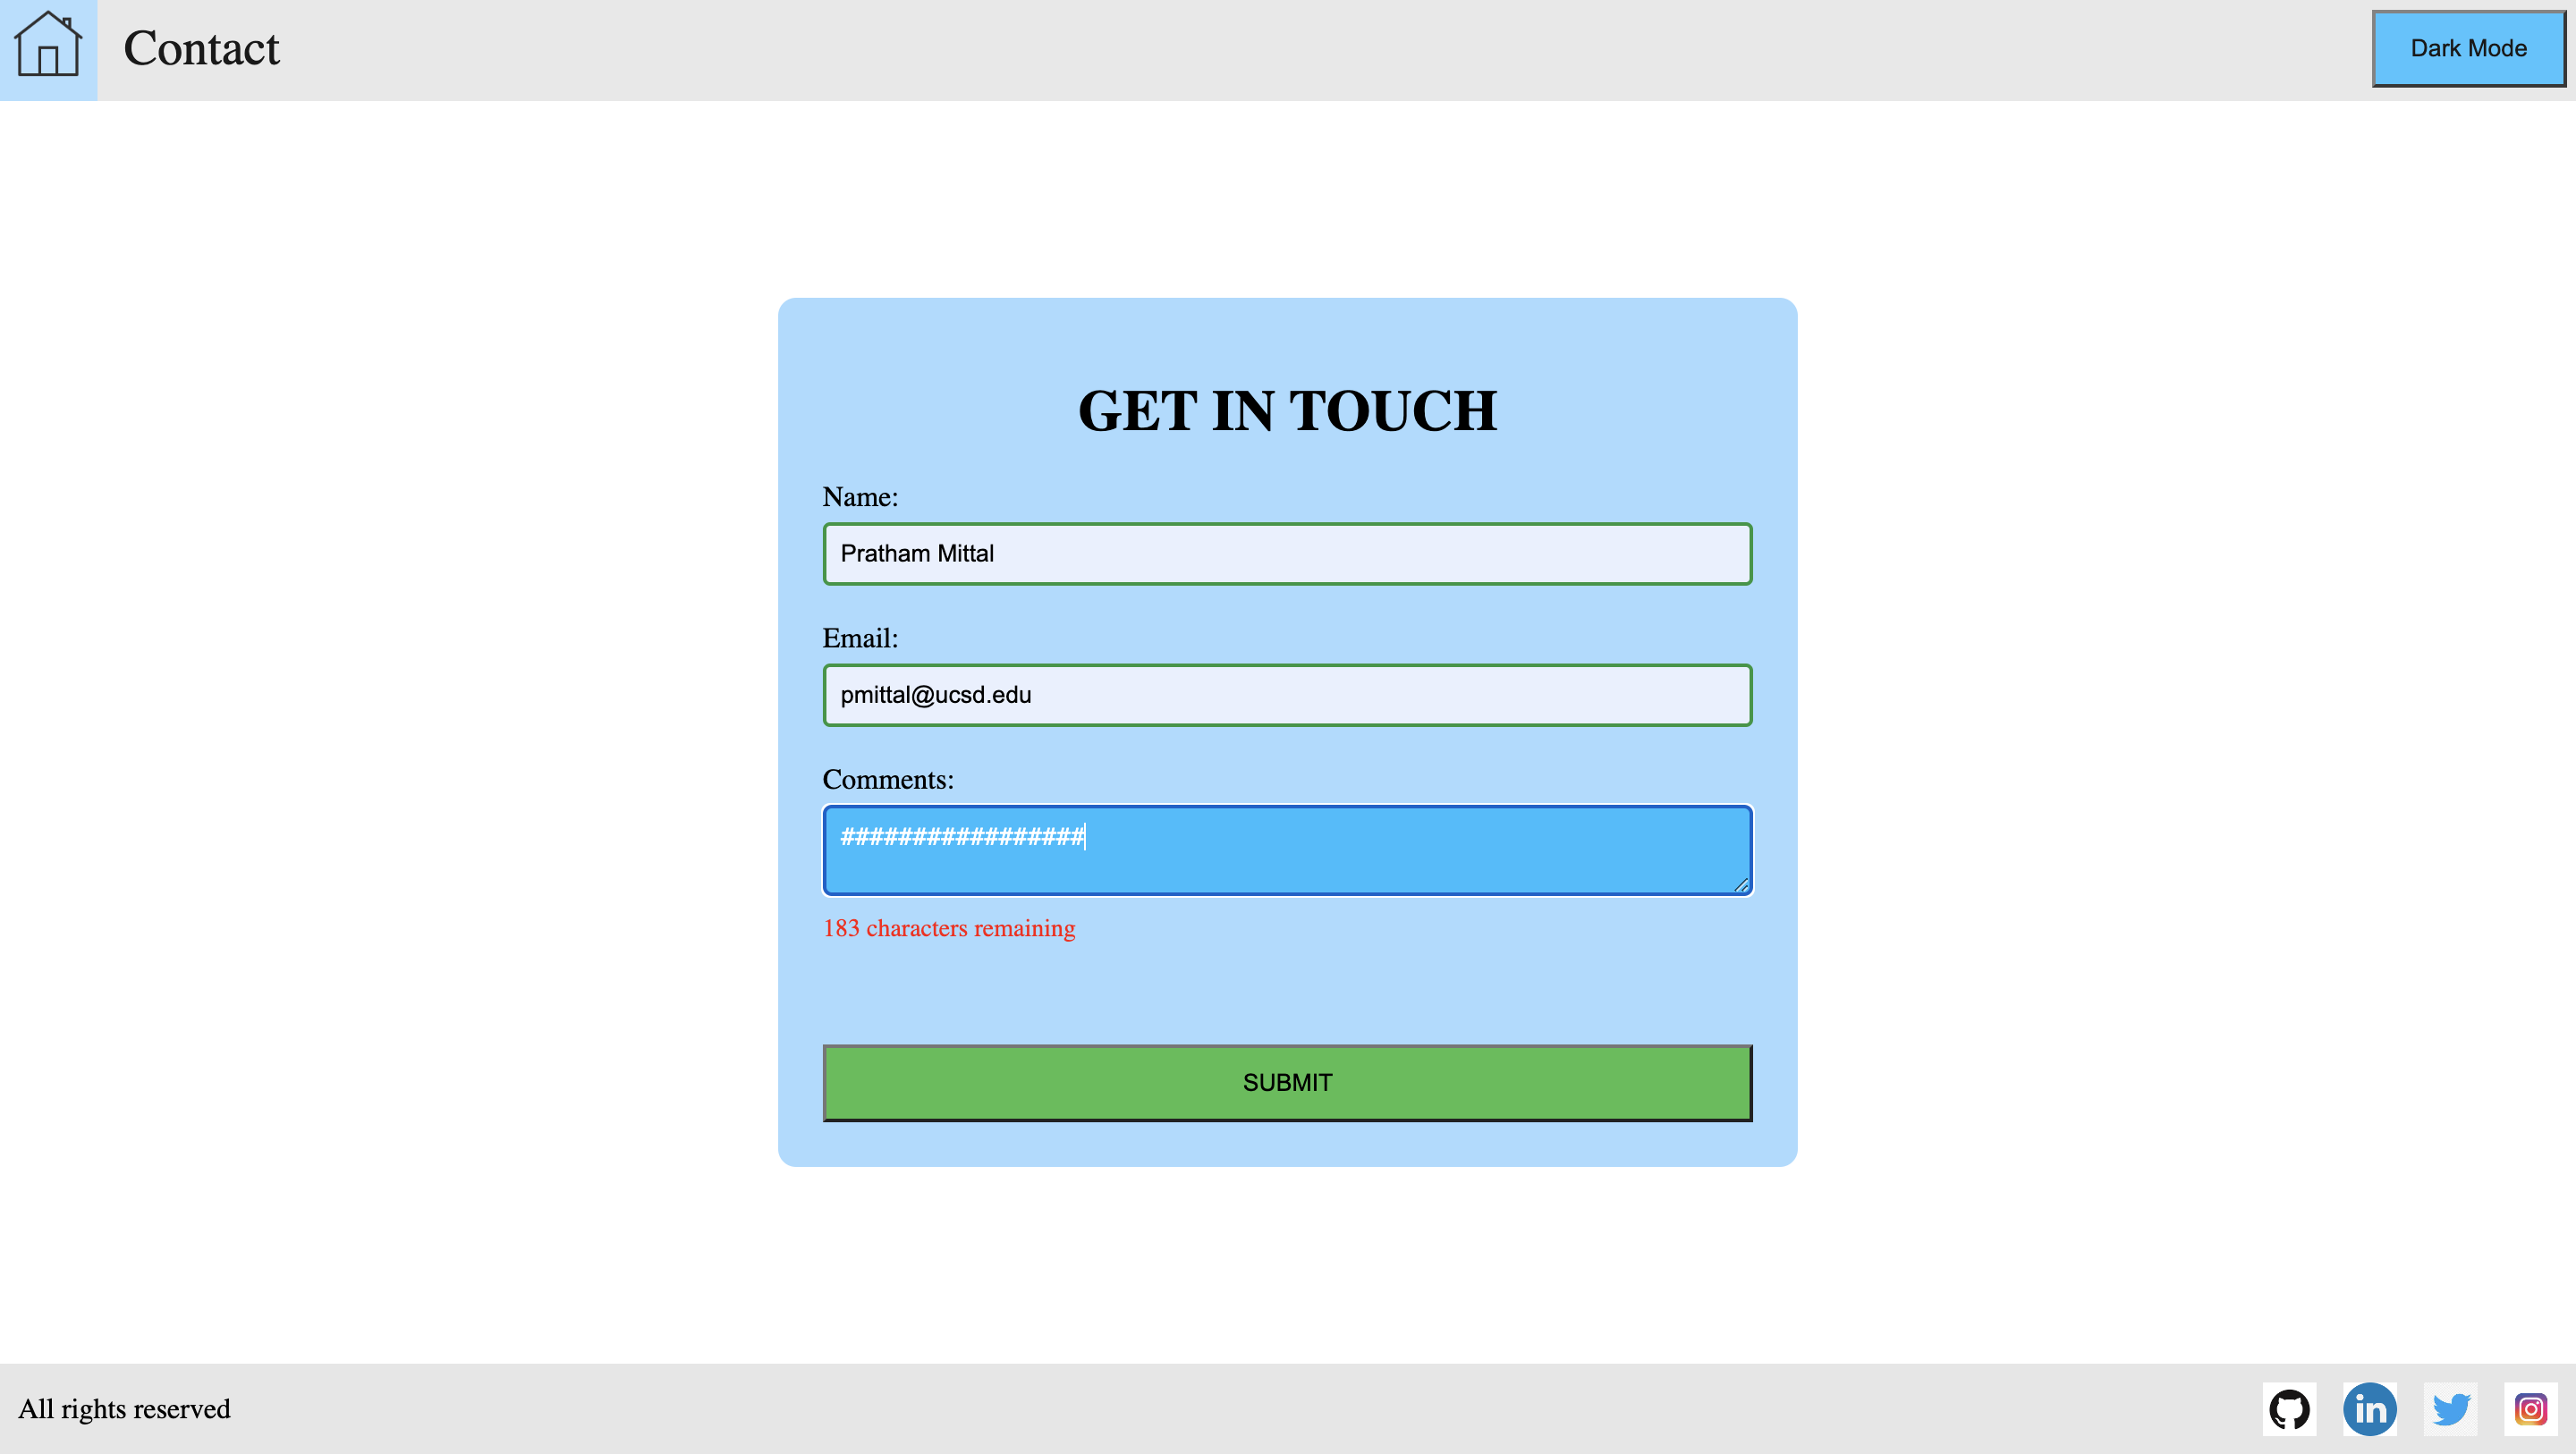 Contact
Dark Mode
GET IN TOUCH
Name:
Pratham Mittal
Email:
pmittal@ucsd.edu
Comments:
#################
183 characters remaining
SUBMIT
All rights reserved
in